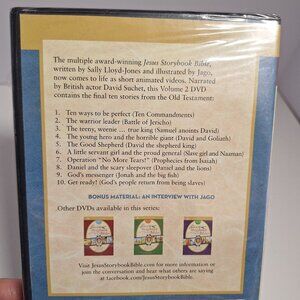 The multiple award-winning Jesus Storybook Bible,
written by Sally Lloyd-Jones and illustrated by Jago,
now comes to life as short animated videos. Narrated
by British actor David Suchet, this Volume 2 DVD
contains the final ten stories from the Old Testament:
1. Ten ways to be perfect (Ten Commandments)
2. The warrior leader (Battle of Jericho)
3. The teeny, weenie ... true king (Samuel anoints David)
4. The young hero and the horrible giant (David and Goliath)
5. The Good Shepherd (David the shepherd king)
6. A little servant girl and the proud general (Slave girl and Naaman)
7. Operation “No More Tears!” (Prophecies from Isaiah)
8. Daniel and the scary sleepover (Daniel and the lions)
9. God's messenger (Jonah and the big fish)
10. Get ready! (God's people return from being slaves)
BONUS MATERIAL: AN INTERVIEW WITH JAGO
Other DVDs available in this series:
Visit JesusStorybookBible.com for more information or
join the conversation and hear what others are saying
at facebook.com/JesusStorybookBible.